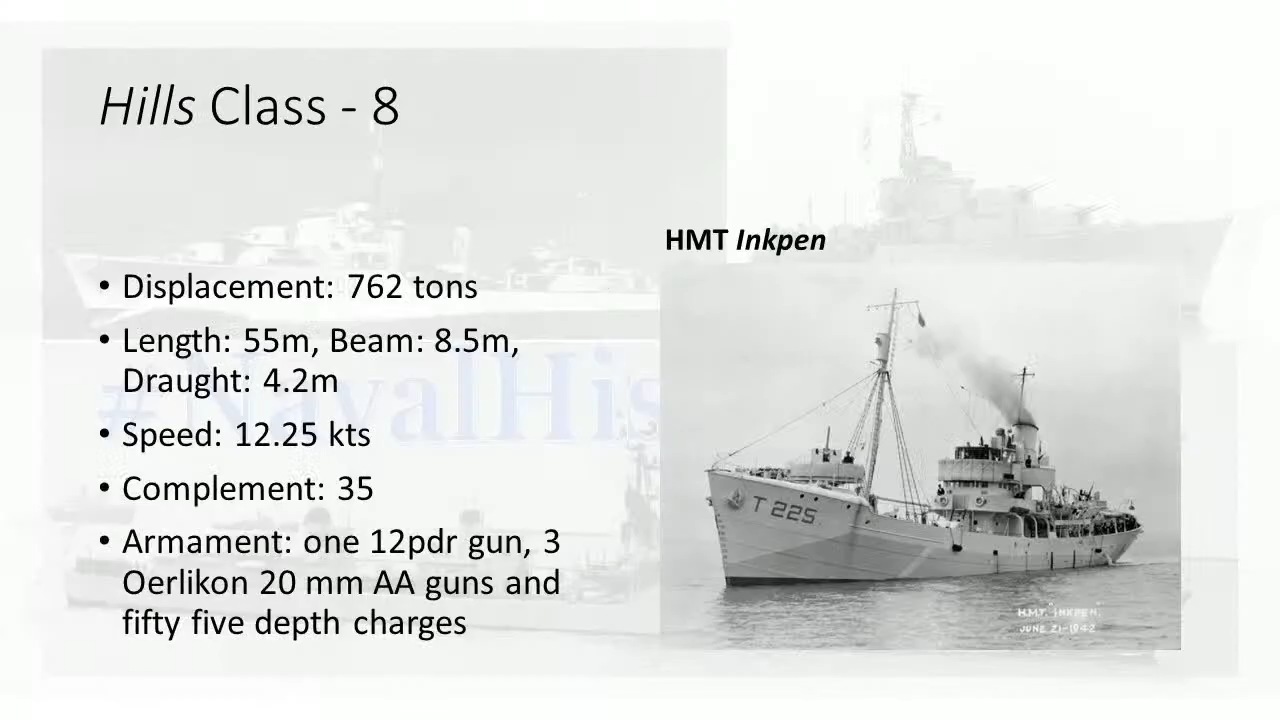 Hills Class - 8
HMT Inkpen
• Displacement: 762 tons
• Length: 55m, Beam: 8.5m,
Draught: 4.2m
• Speed: 12.25 kts
• Complement: 35
• Armament: one 12pdr gun, 3
Oerlikon 20 mm AA guns and
fifty five depth charges
#NavalHis
T 225
H.M.T. "INKPEN"
JUNE 21-1942